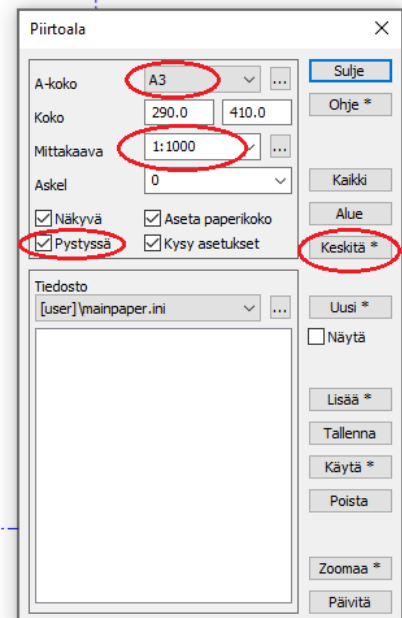 Piirtoala
A-koko A3 ... Sulje
Koko 290.0 410.0 Ohje *
Mittakaava 1:1000 ...
Askel 0 Kaikki
Näkyvä Aseta paperikoko Alue
Pystyssä Kysy asetukset Keskitä *
Tiedosto
[user]\mainpaper.ini ... Uusi *
Näytä
Lisää *
Tallenna
Käytä *
Poista
Zoomaa *
Päivitä